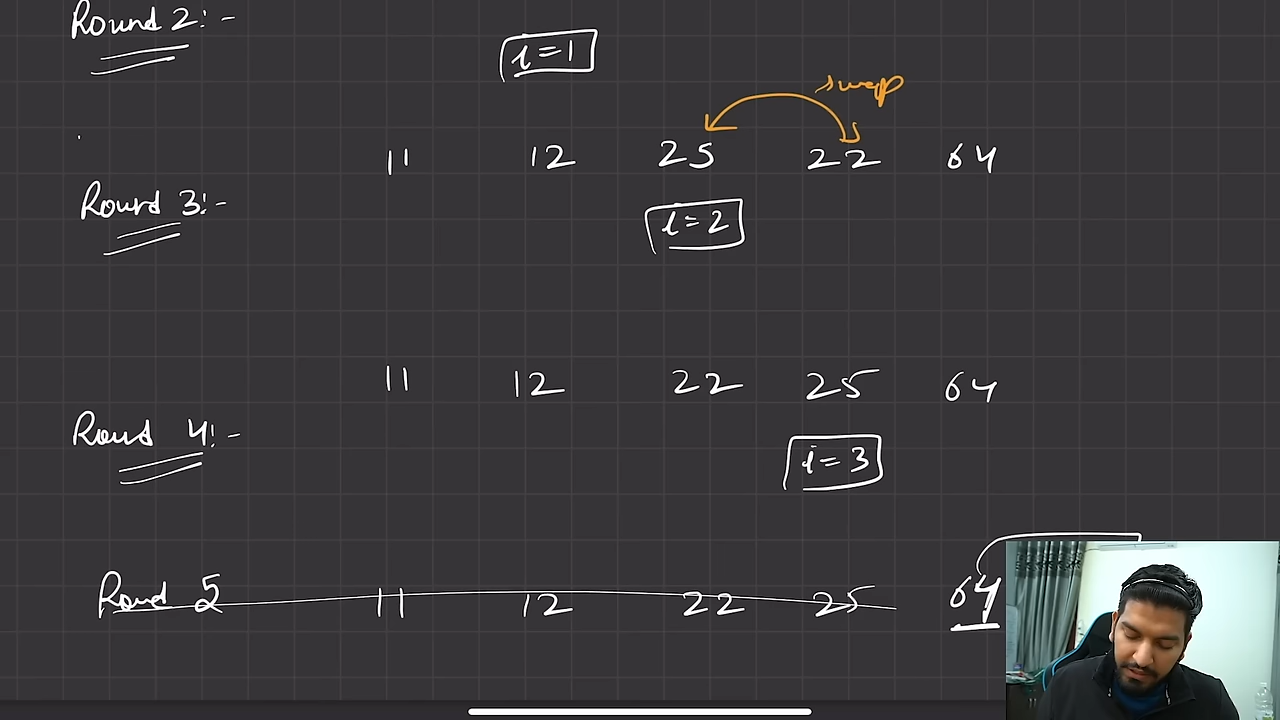 Round 2:-
i=1
swap
11 12 25 22 64
Round 3:-
i=2
11 12 22 25 64
Round 4:-
i=3
Round 5 11 12 22 25 64